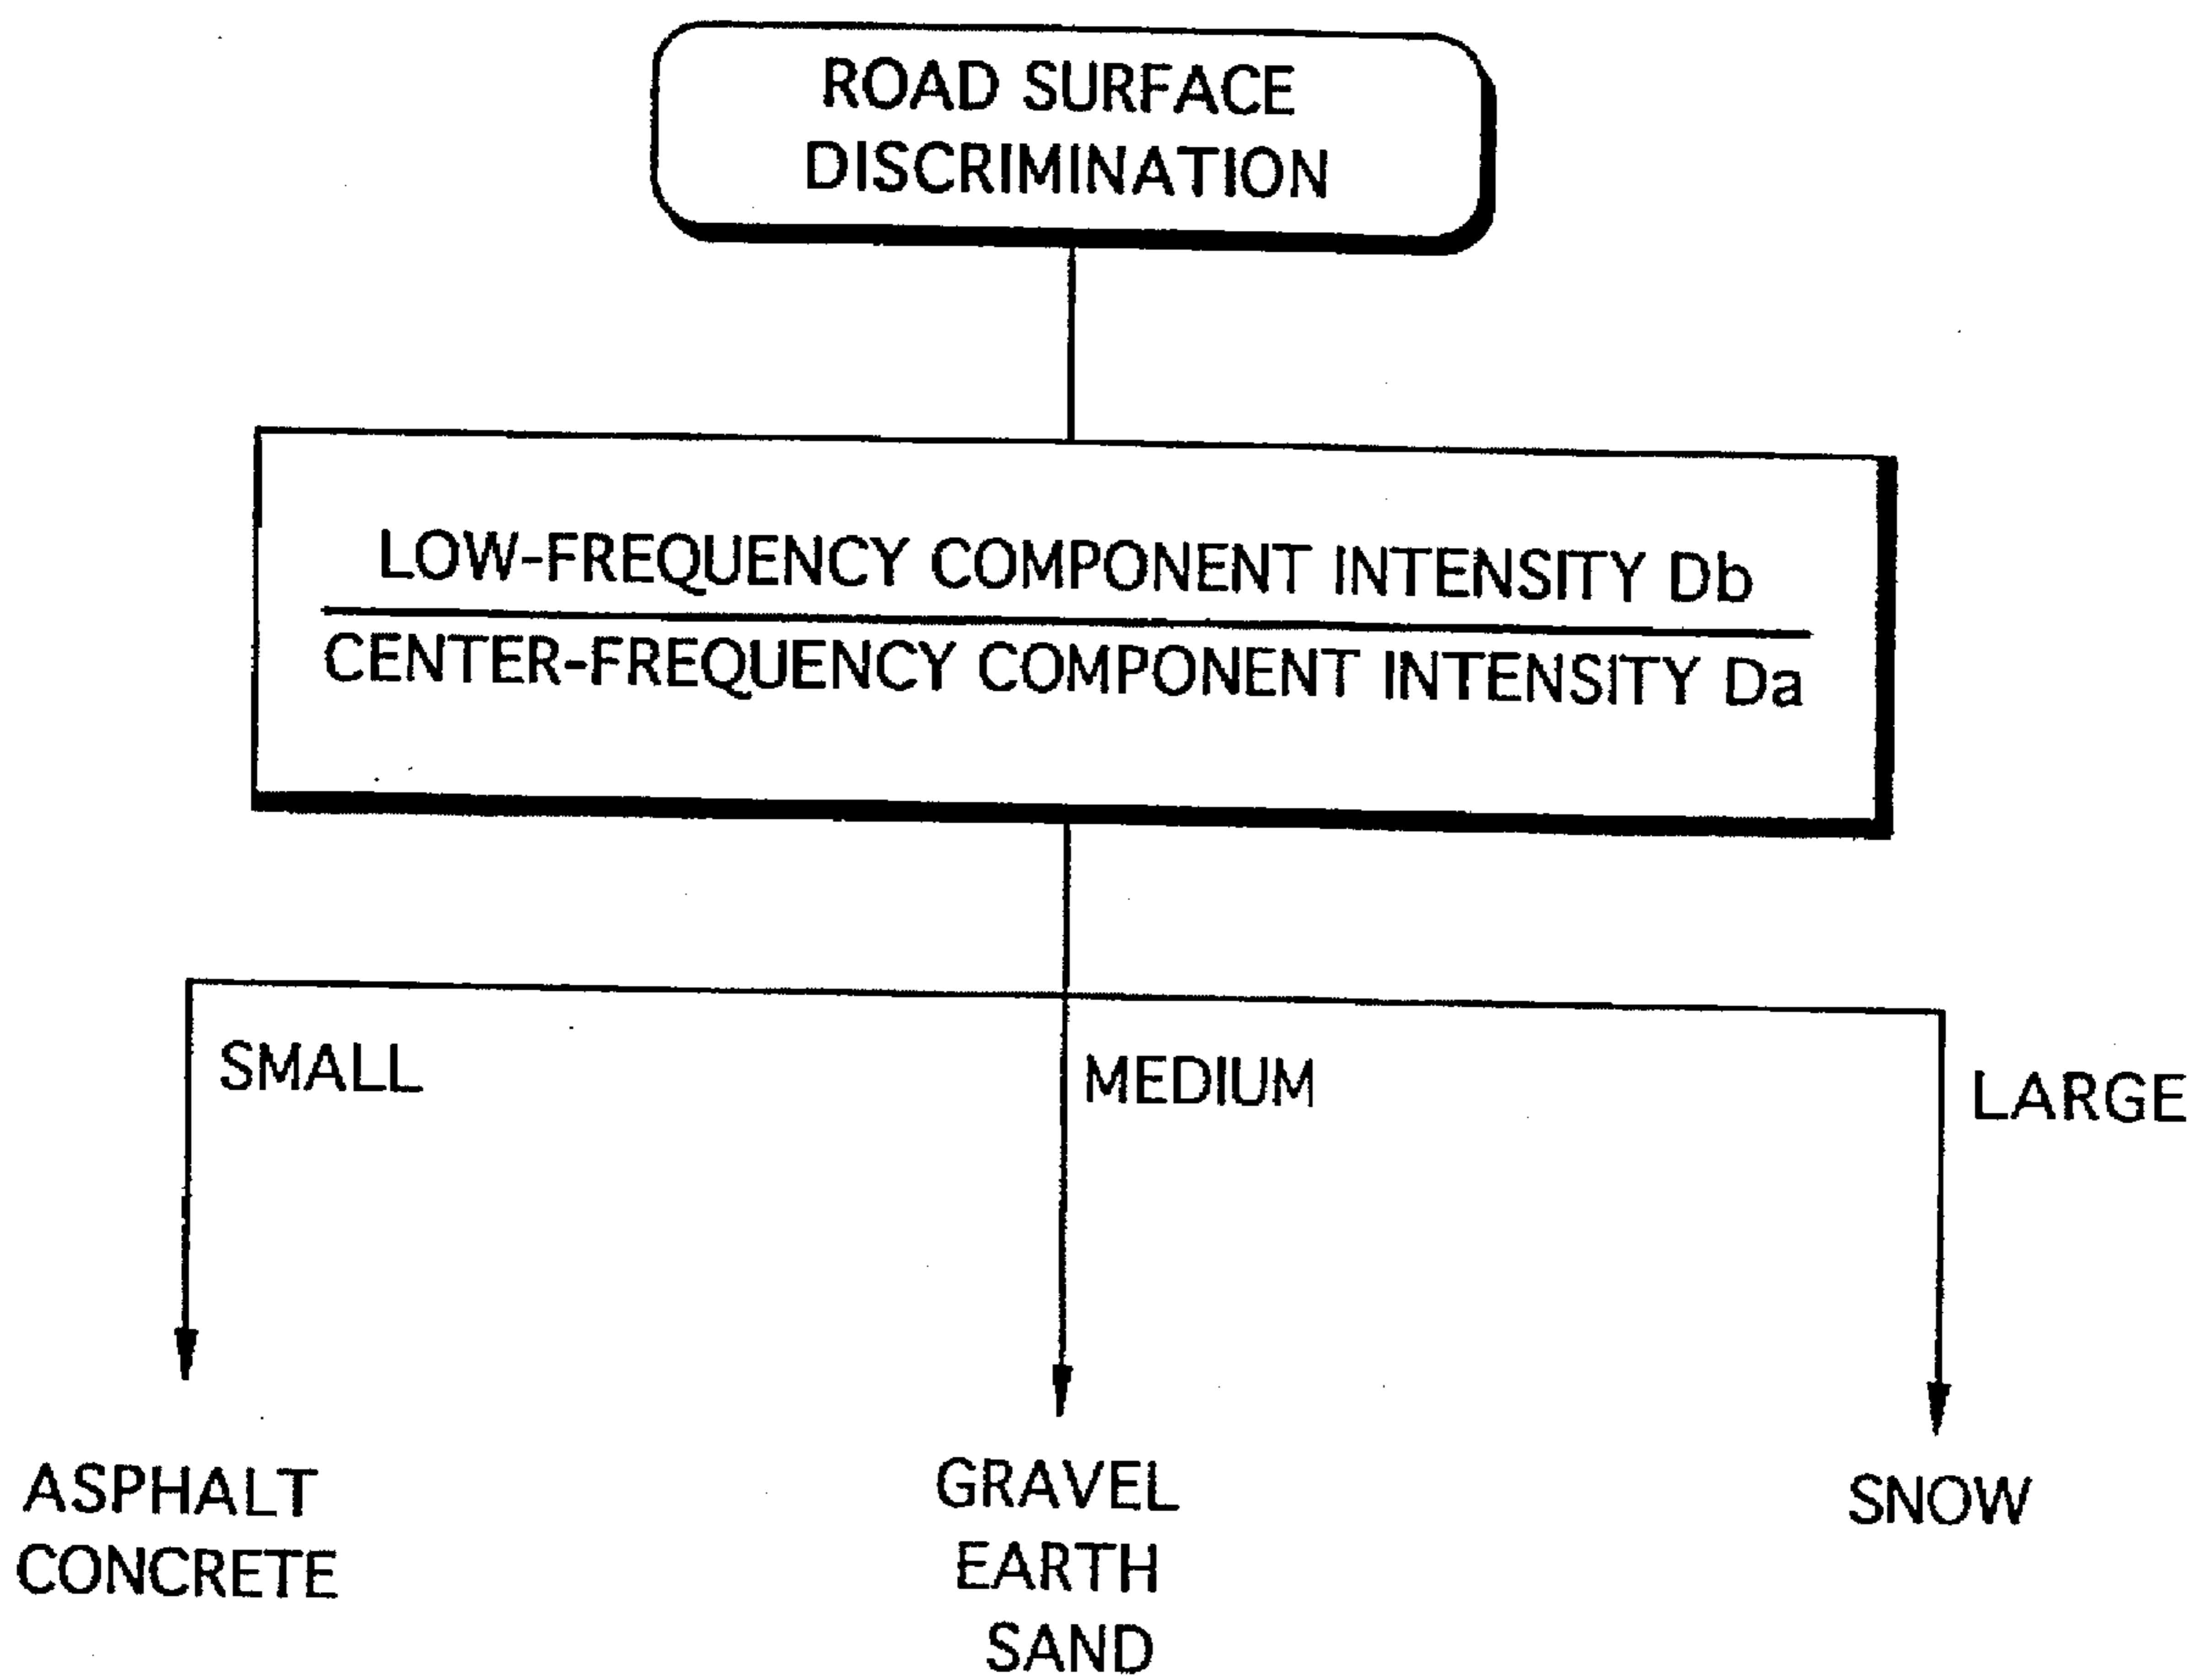 ROAD SURFACE
DISCRIMINATION
LOW-FREQUENCY COMPONENT INTENSITY Db
CENTER-FREQUENCY COMPONENT INTENSITY Da
SMALL
MEDIUM
LARGE
ASPHALT
CONCRETE
GRAVEL
EARTH
SAND
SNOW